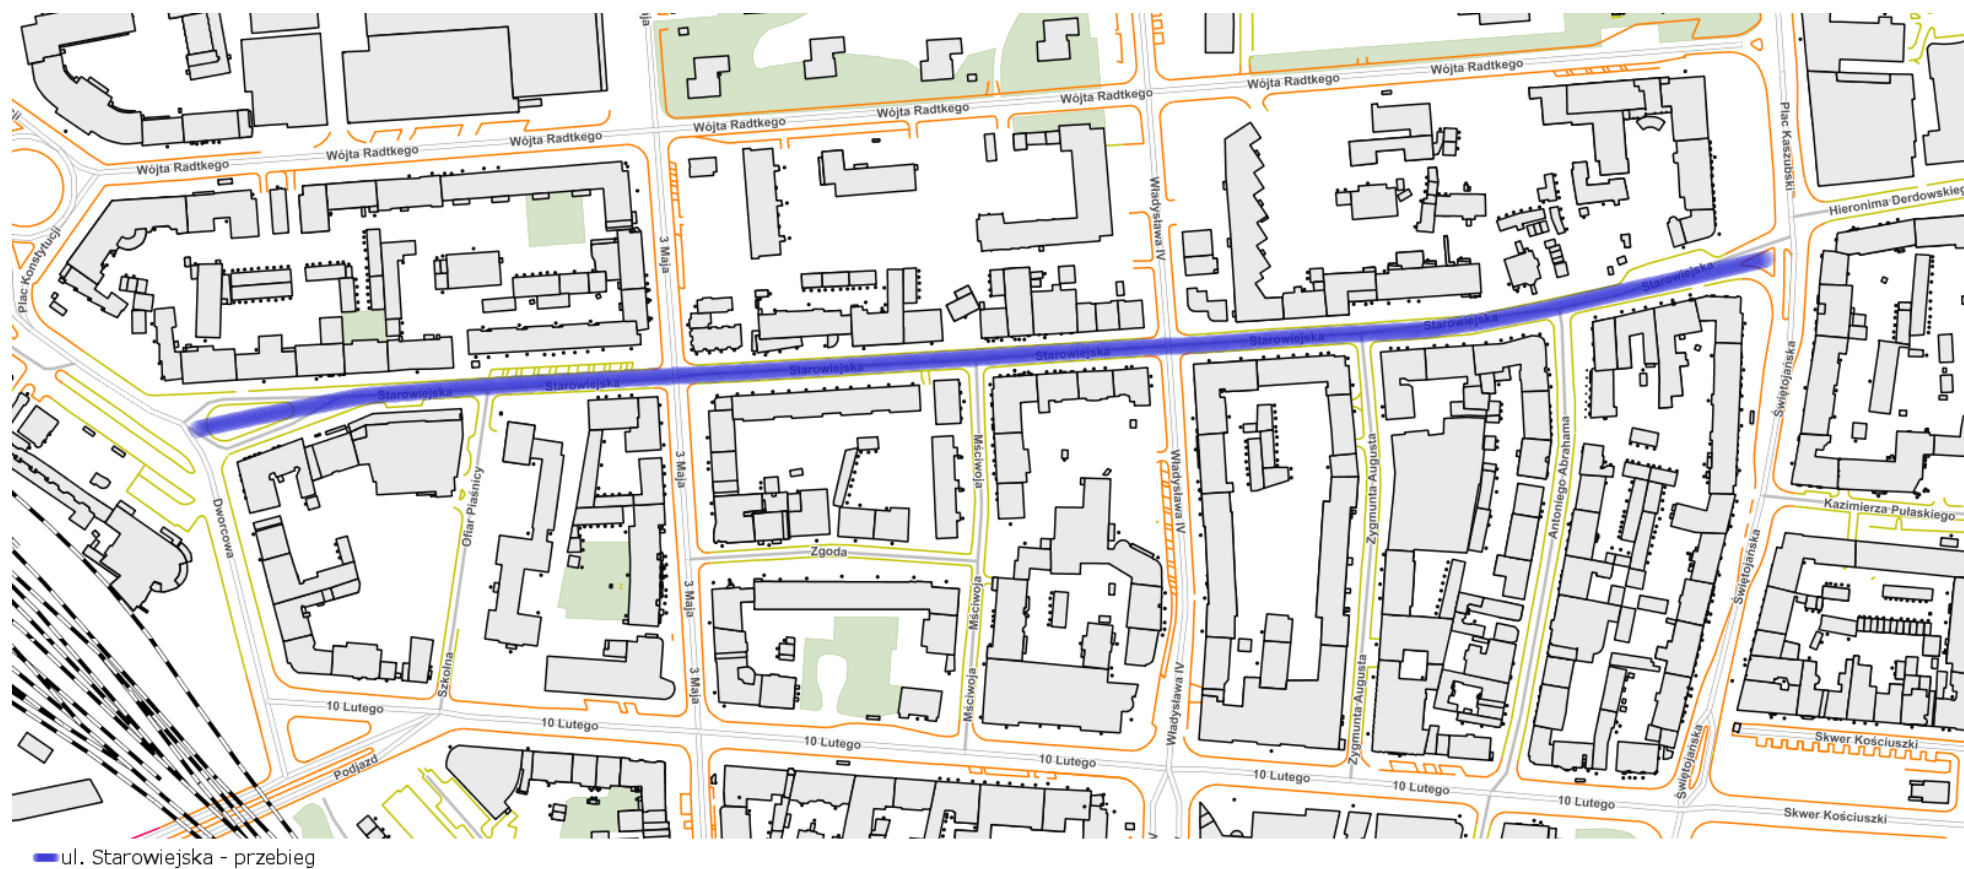 Wójta Radtkego
Wójta Radtkego
Wójta Radtkego
Wójta Radtkego
Wójta Radtkego
Wójta Radtkego
Wójta Radtkego
Wójta Radtkego
Plac Kaszubski
Hieronima Derdowskieg
Plac Konstytucji
3 Maja
Władysława IV
Starowiejska
Starowiejska
Starowiejska
Starowiejska
Starowiejska
Starowiejska
Starowiejska
Świętojańska
Dworcowa
Ofiar Piaśnicy
3 Maja
Mściwoja
Władysława IV
Zygmunta Augusta
Antoniego Abrahama
Kazimierza Pułaskiego
Zgoda
3 Maja
Mściwoja
Świętojańska
Szkolna
3 Maja
Mściwoja
Władysława IV
Zygmunta Augusta
10 Lutego
10 Lutego
10 Lutego
10 Lutego
10 Lutego
10 Lutego
10 Lutego
Podjazd
Świętojańska
Skwer Kościuszki
Skwer Kościuszki
ul. Starowiejska - przebieg